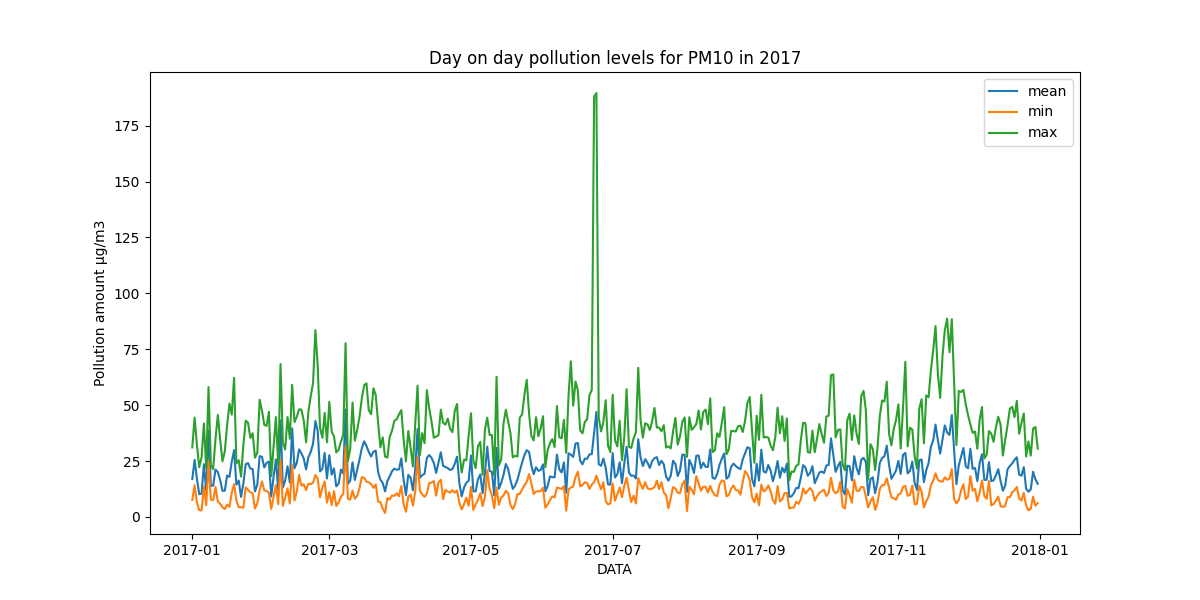 Day on day pollution levels for PM10 in 2017
mean
min
max
Pollution amount µg/m3
175
150
125
100
75
50
25
0
2017-01 2017-03 2017-05 2017-07 2017-09 2017-11 2018-01
DATA